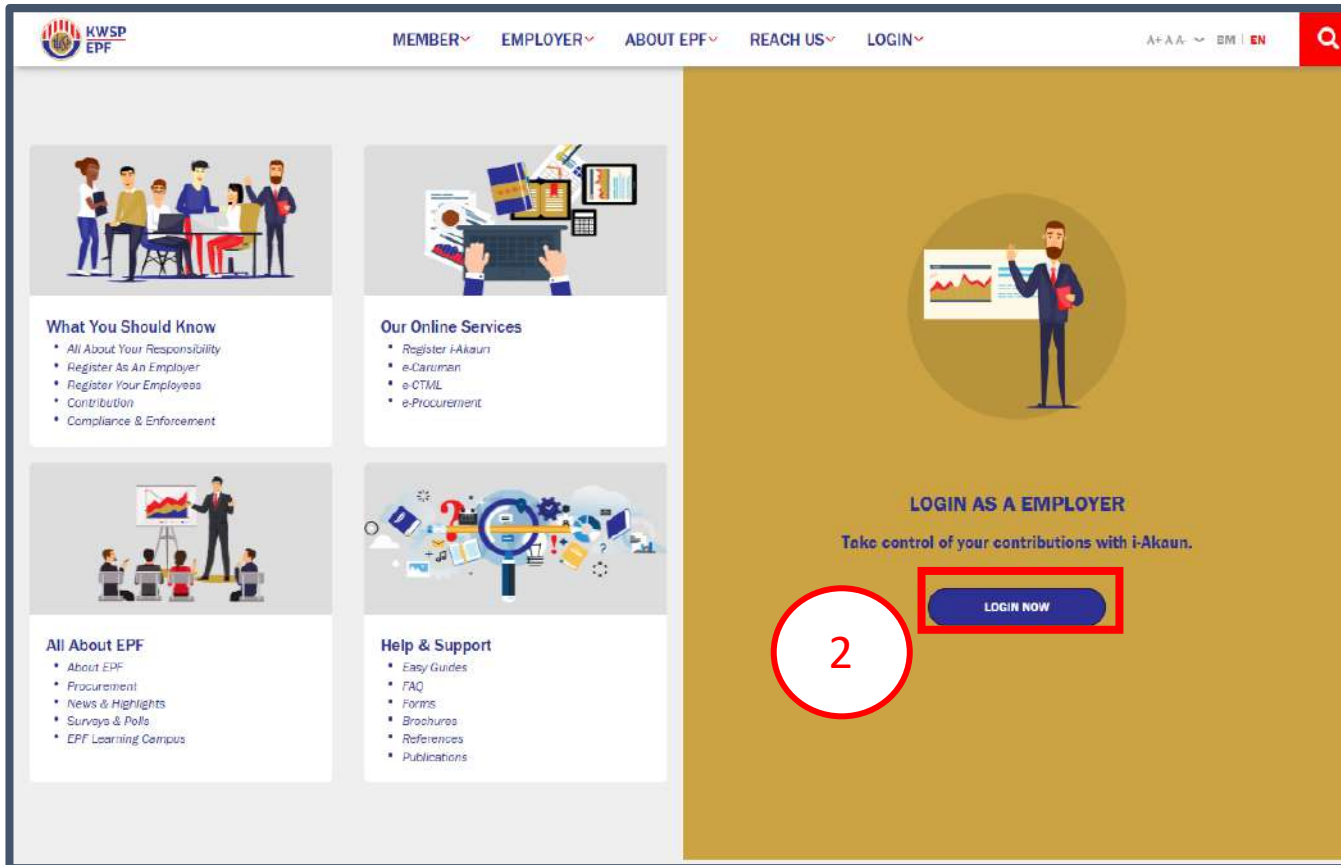 KWSP
EPF
MEMBER
EMPLOYER
ABOUT EPF
REACH US
LOGIN
A+ A A-
BM | EN
What You Should Know
• All About Your Responsibility
• Register As An Employer
• Register Your Employees
• Contribution
• Compliance & Enforcement
Our Online Services
• Register i-Akaun
• e-Caruman
• e-CTML
• e-Procurement
All About EPF
• About EPF
• Procurement
• News & Highlights
• Surveys & Polls
• EPF Learning Campus
Help & Support
• Easy Guides
• FAQ
• Forms
• Brochures
• References
• Publications
LOGIN AS A EMPLOYER
Take control of your contributions with i-Akaun.
LOGIN NOW
2